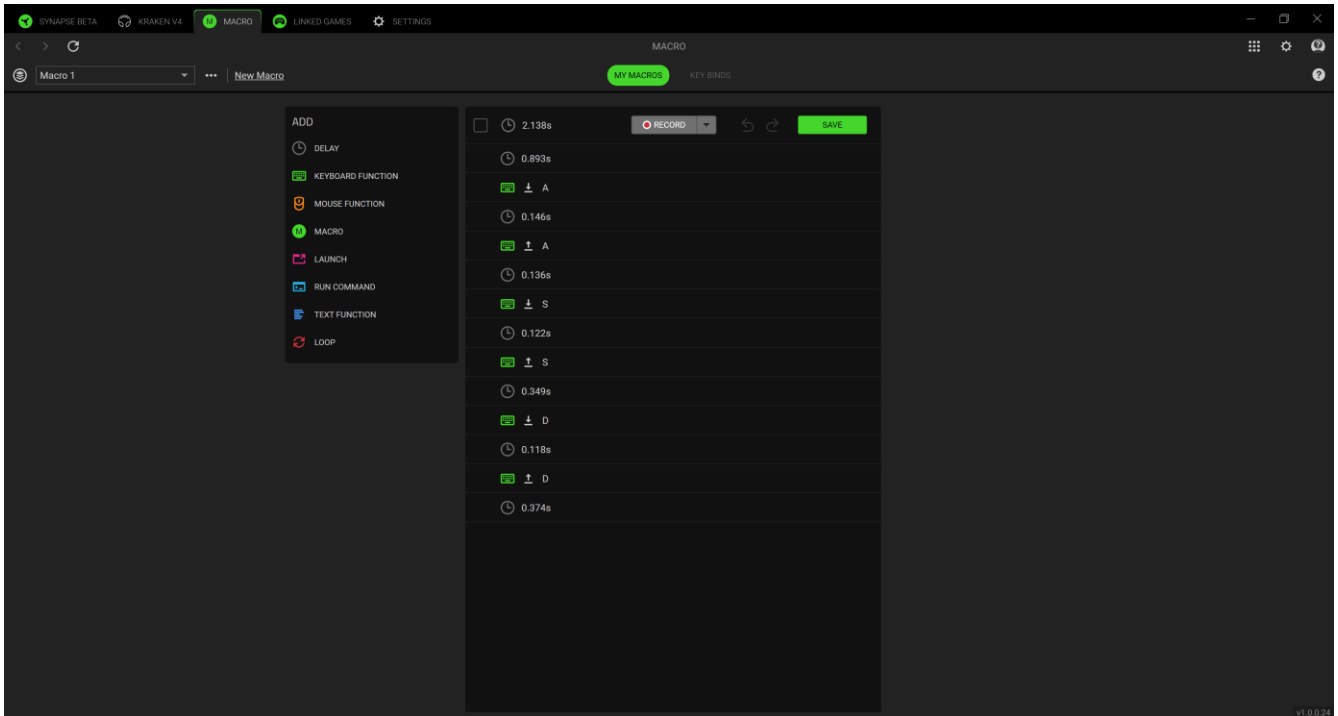 SYNAPSE BETA KRAKEN V4 MACRO LINKED GAMES SETTINGS
MACRO
Macro 1 New Macro MY MACROS KEY BINDS
ADD
DELAY
KEYBOARD FUNCTION
MOUSE FUNCTION
MACRO
LAUNCH
RUN COMMAND
TEXT FUNCTION
LOOP
2.138s RECORD SAVE
0.893s
A
0.146s
A
0.136s
S
0.122s
S
0.349s
D
0.118s
D
0.374s
v1.0.0.24